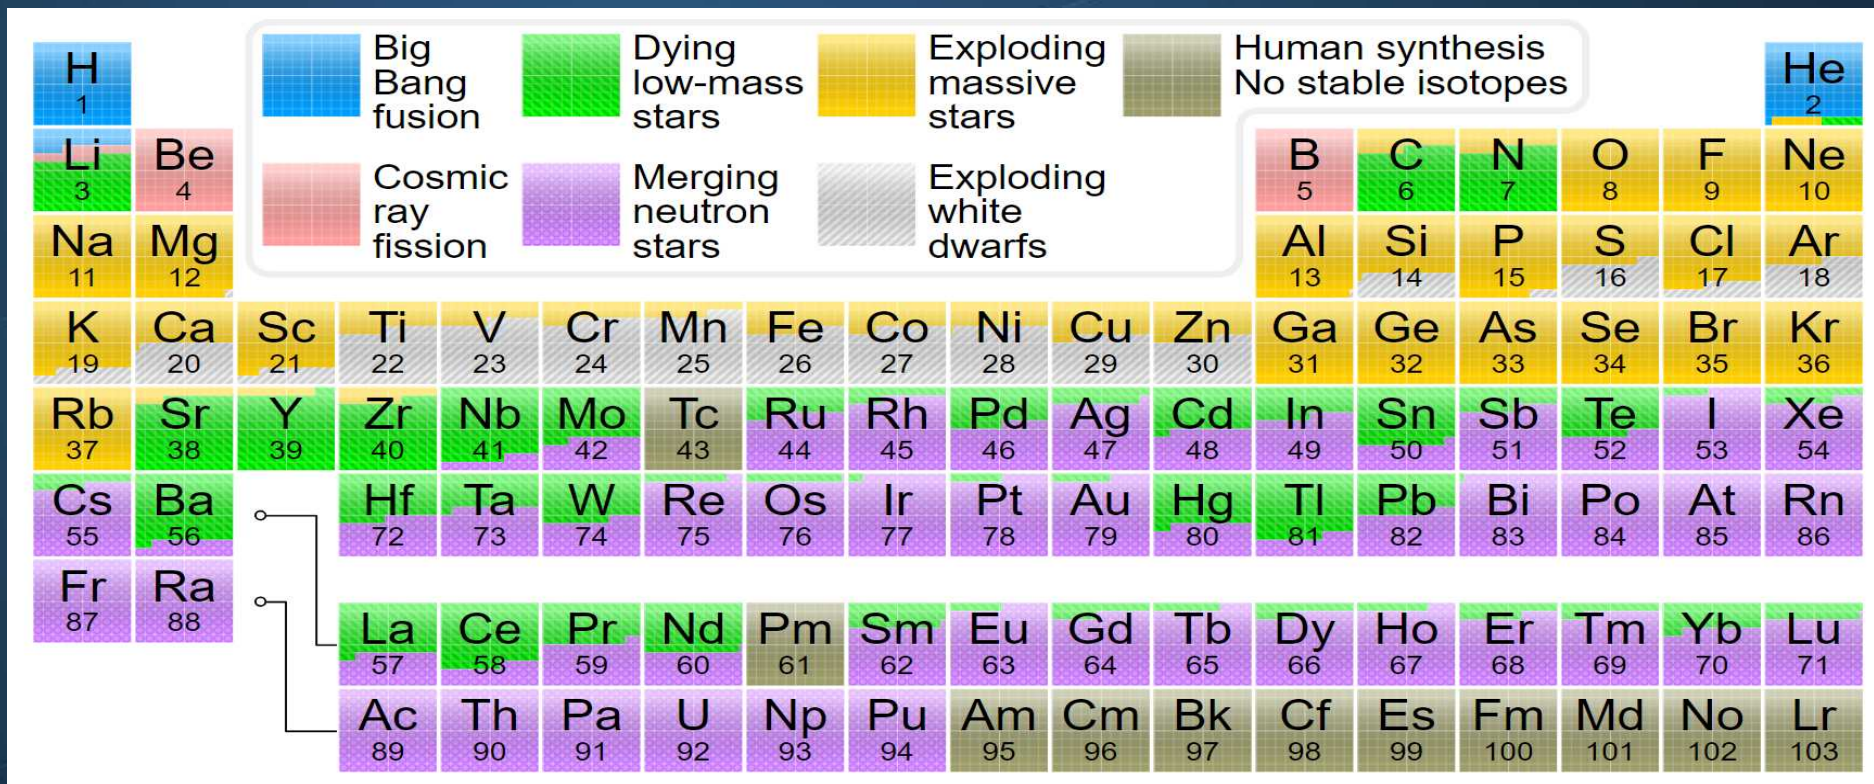 H
1
Big
Bang
fusion
Dying
low-mass
stars
Exploding
massive
stars
Human synthesis
No stable isotopes
He
2
Li
3
Be
4
Cosmic
ray
fission
Merging
neutron
stars
Exploding
white
dwarfs
B
5
C
6
N
7
O
8
F
9
Ne
10
Na
11
Mg
12
Al
13
Si
14
P
15
S
16
Cl
17
Ar
18
K
19
Ca
20
Sc
21
Ti
22
V
23
Cr
24
Mn
25
Fe
26
Co
27
Ni
28
Cu
29
Zn
30
Ga
31
Ge
32
As
33
Se
34
Br
35
Kr
36
Rb
37
Sr
38
Y
39
Zr
40
Nb
41
Mo
42
Tc
43
Ru
44
Rh
45
Pd
46
Ag
47
Cd
48
In
49
Sn
50
Sb
51
Te
52
I
53
Xe
54
Cs
55
Ba
56
Hf
72
Ta
73
W
74
Re
75
Os
76
Ir
77
Pt
78
Au
79
Hg
80
Tl
81
Pb
82
Bi
83
Po
84
At
85
Rn
86
Fr
87
Ra
88
La
57
Ce
58
Pr
59
Nd
60
Pm
61
Sm
62
Eu
63
Gd
64
Tb
65
Dy
66
Ho
67
Er
68
Tm
69
Yb
70
Lu
71
Ac
89
Th
90
Pa
91
U
92
Np
93
Pu
94
Am
95
Cm
96
Bk
97
Cf
98
Es
99
Fm
100
Md
101
No
102
Lr
103